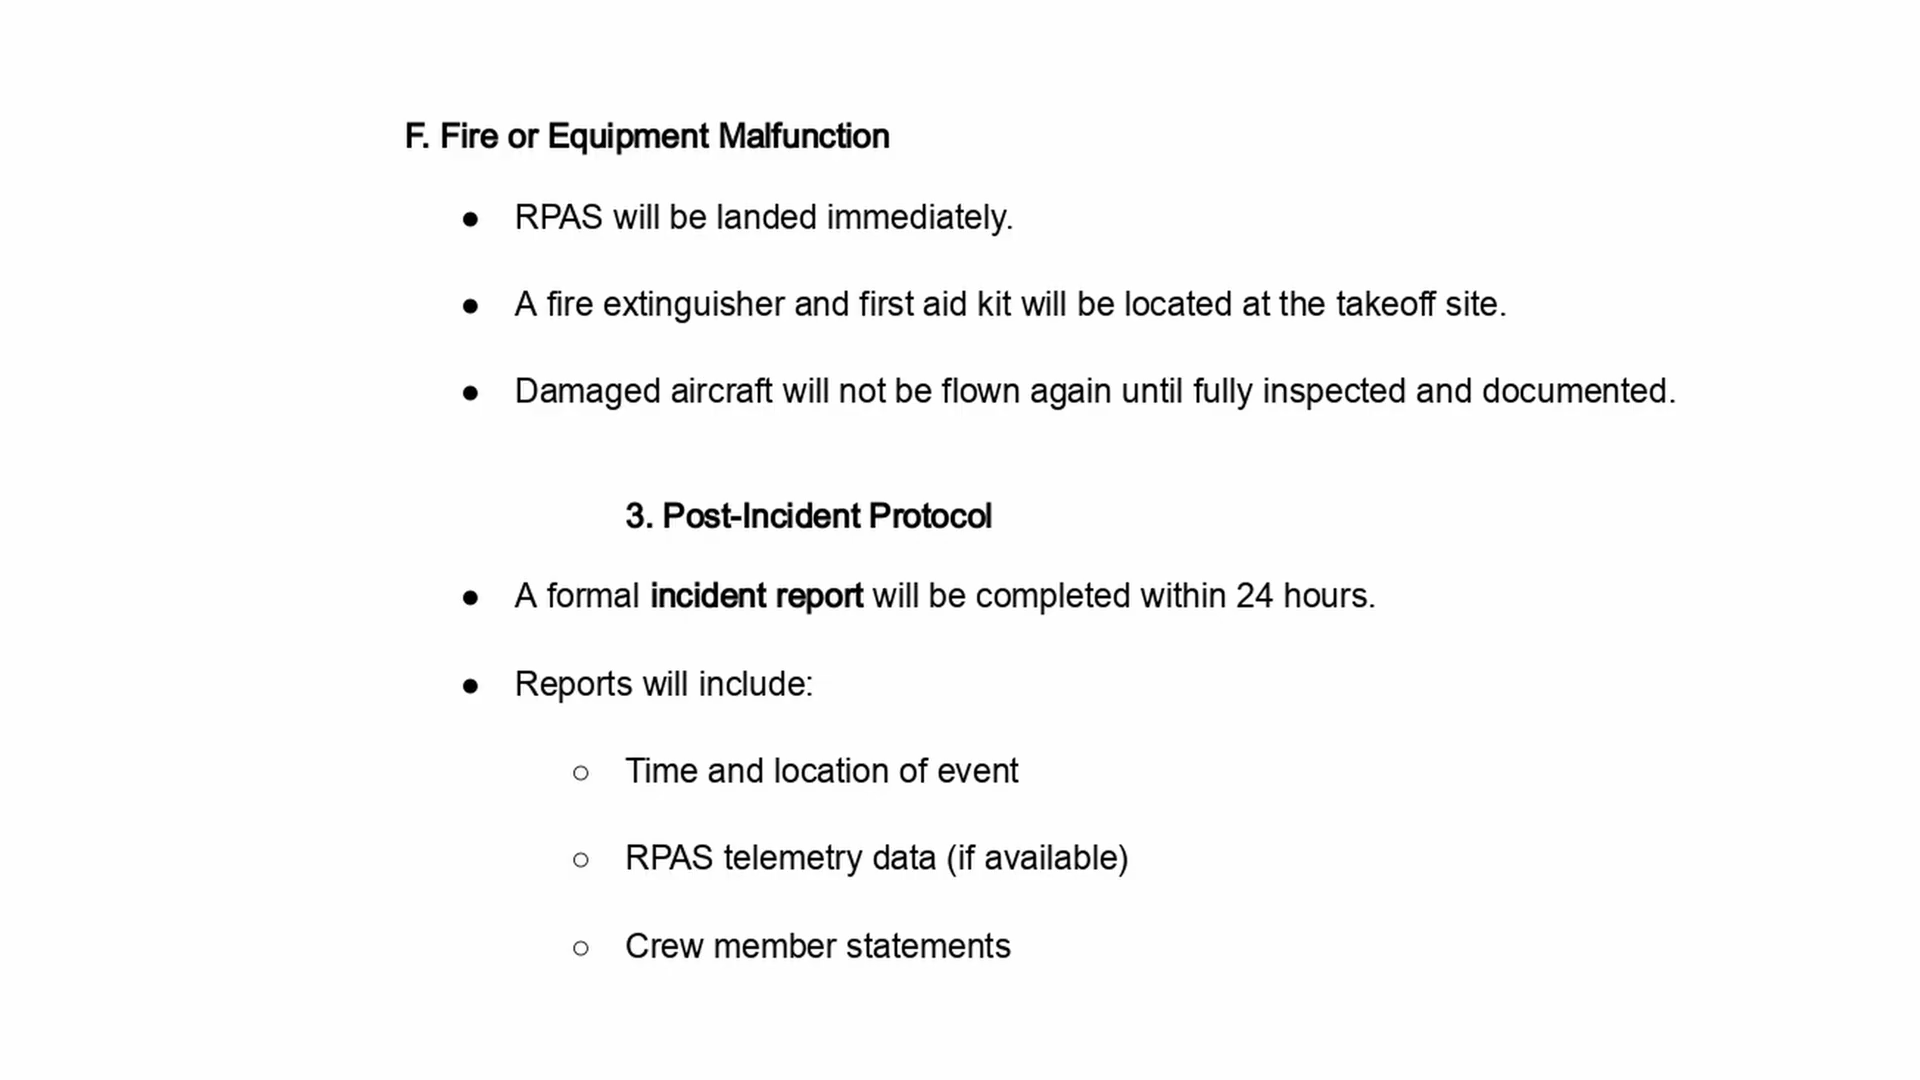 F. Fire or Equipment Malfunction
● RPAS will be landed immediately.
● A fire extinguisher and first aid kit will be located at the takeoff site.
● Damaged aircraft will not be flown again until fully inspected and documented.
3. Post-Incident Protocol
● A formal incident report will be completed within 24 hours.
● Reports will include:
○ Time and location of event
○ RPAS telemetry data (if available)
○ Crew member statements